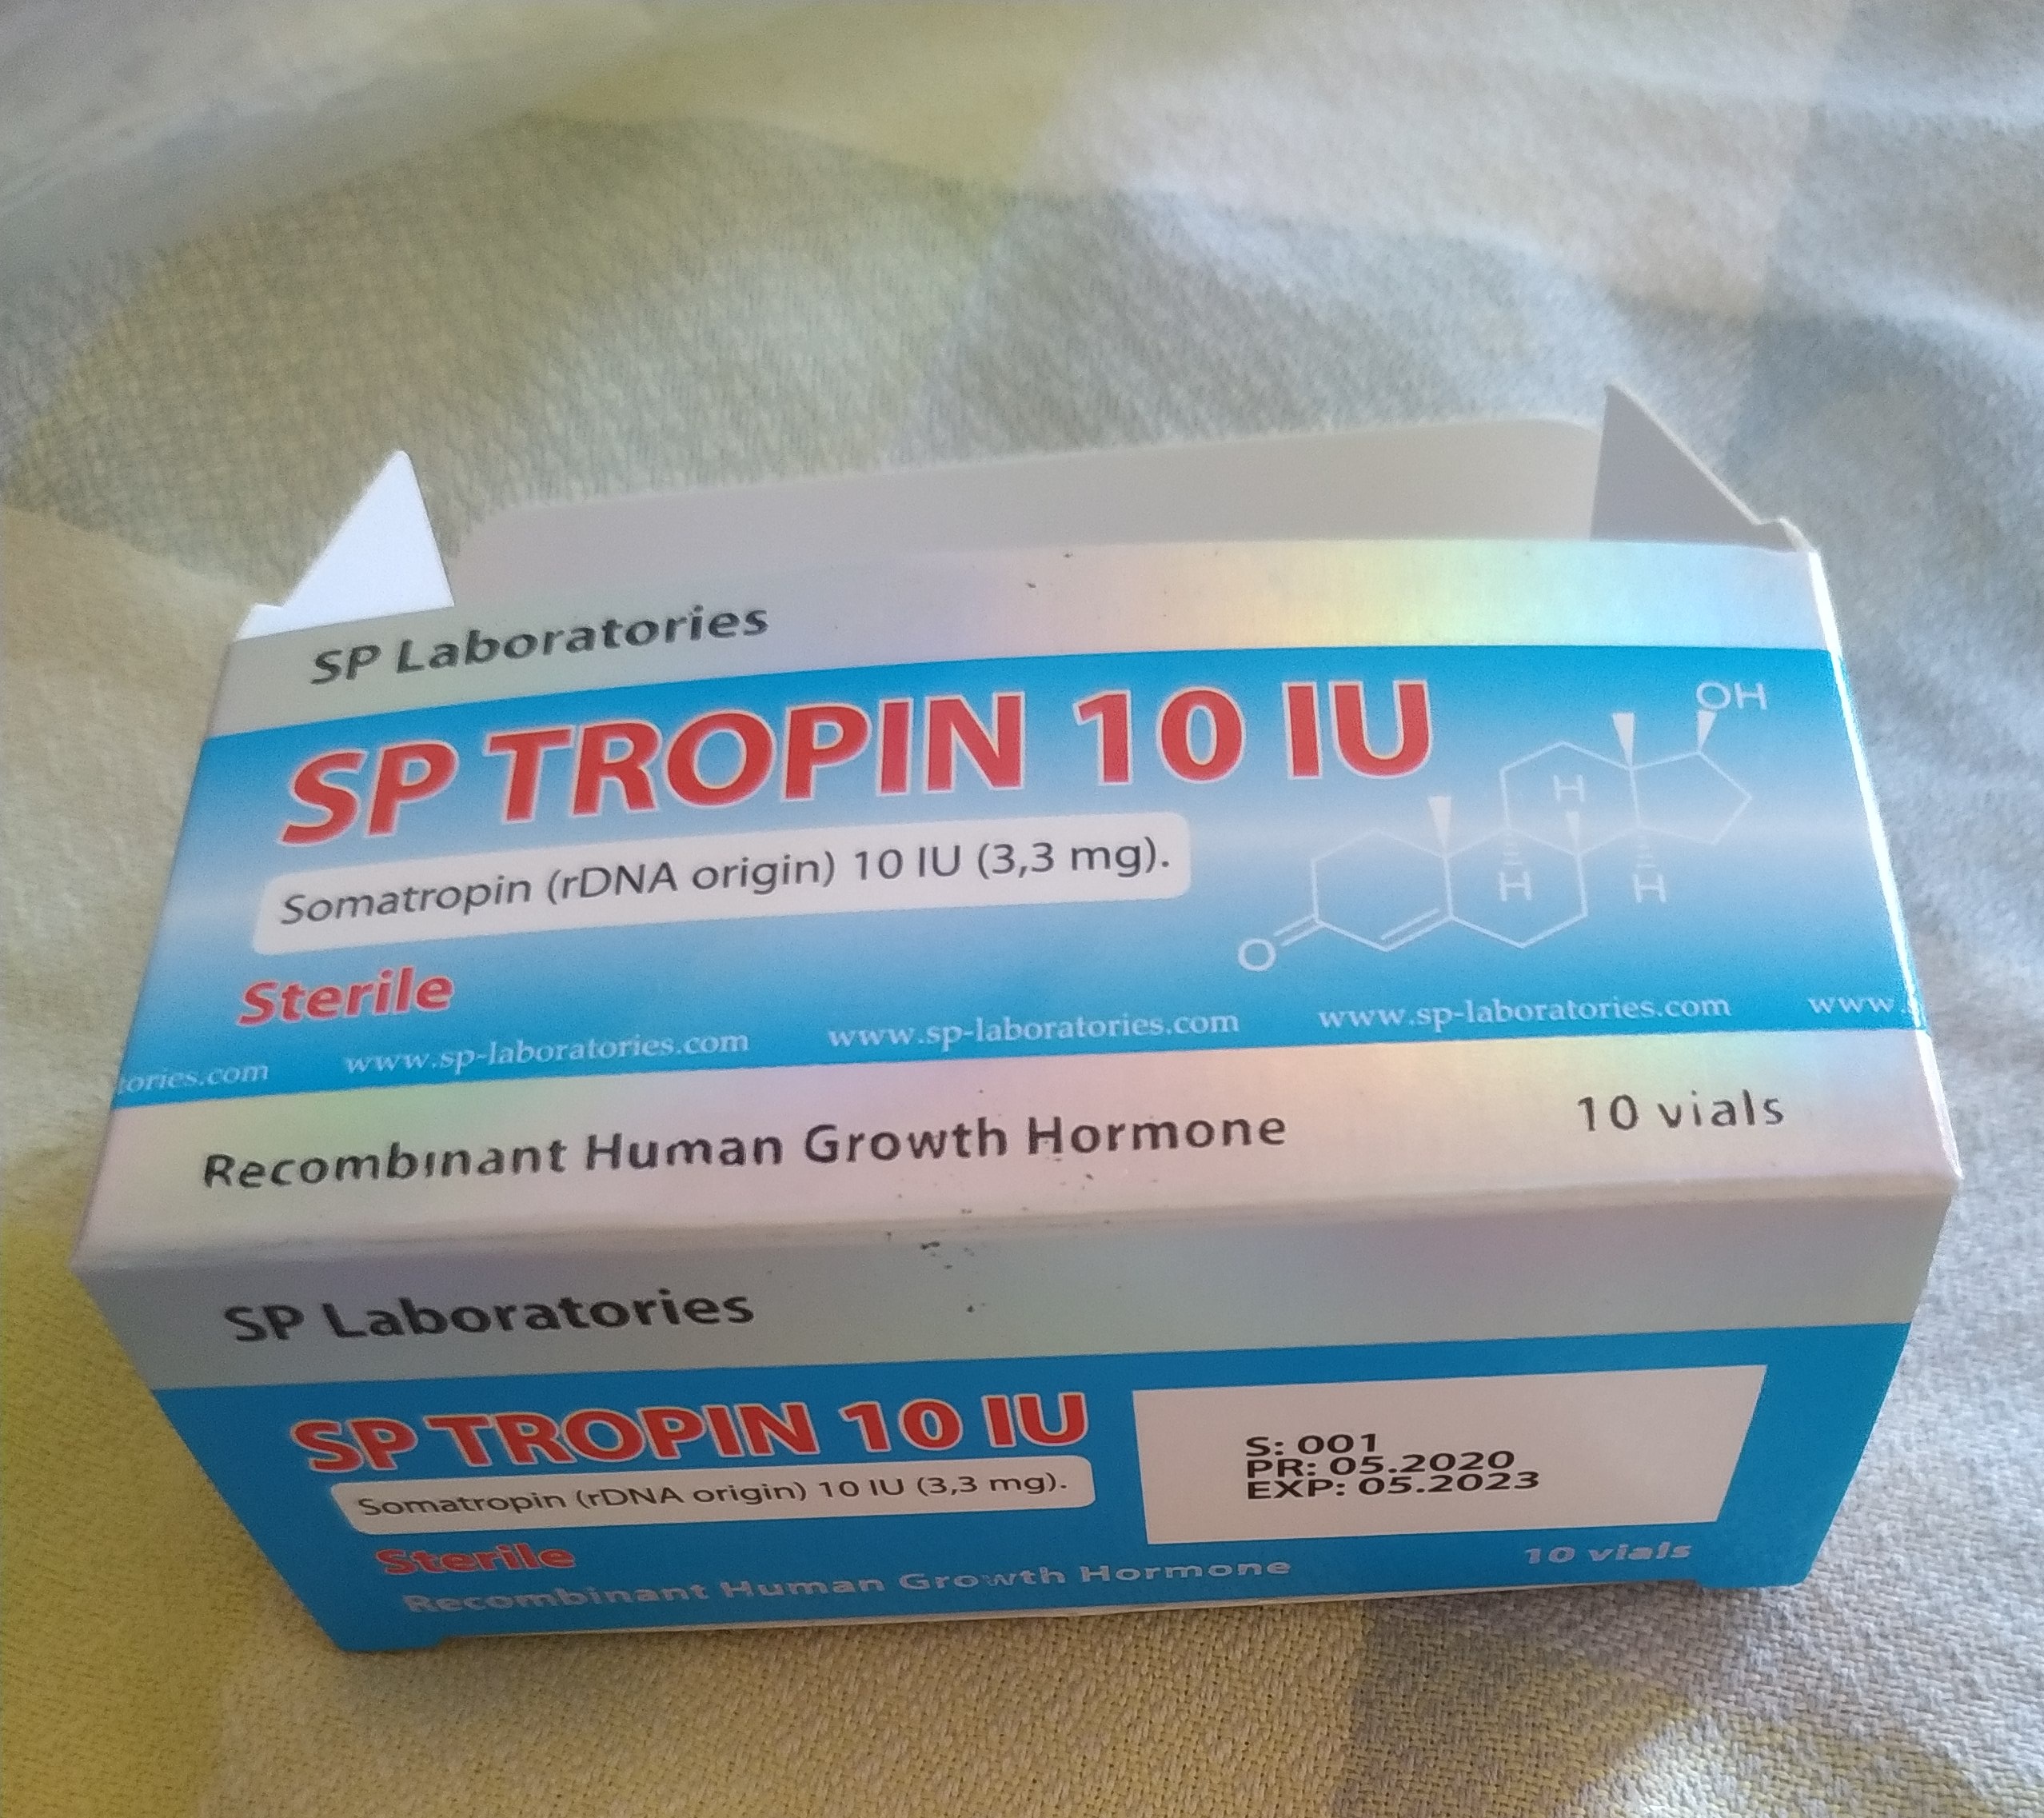 SP Laboratories
SP TROPIN 10 IU
OH
H
H
H
O
Somatropin (rDNA origin) 10 IU (3,3 mg).
Sterile
tories.com www.sp-laboratories.com www.sp-laboratories.com www.sp-laboratories.com www.s
Recombinant Human Growth Hormone
10 vials
SP Laboratories
SP TROPIN 10 IU
Somatropin (rDNA origin) 10 IU (3,3 mg).
Sterile
Recombinant Human Growth Hormone
S: 001
PR: 05.2020
EXP: 05.2023
10 vials